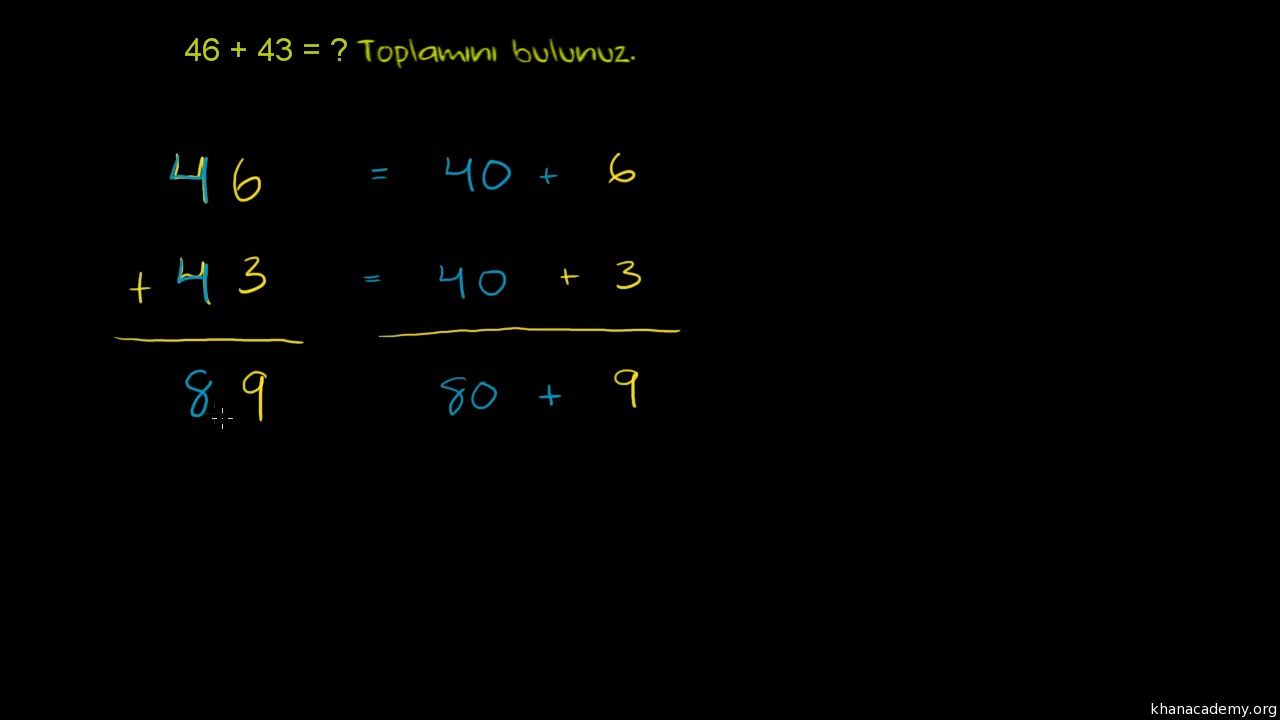 46 + 43 = ? Toplamını bulunuz.
46 = 40 + 6
+ 43 = 40 + 3
89 80 + 9
khanacademy.org